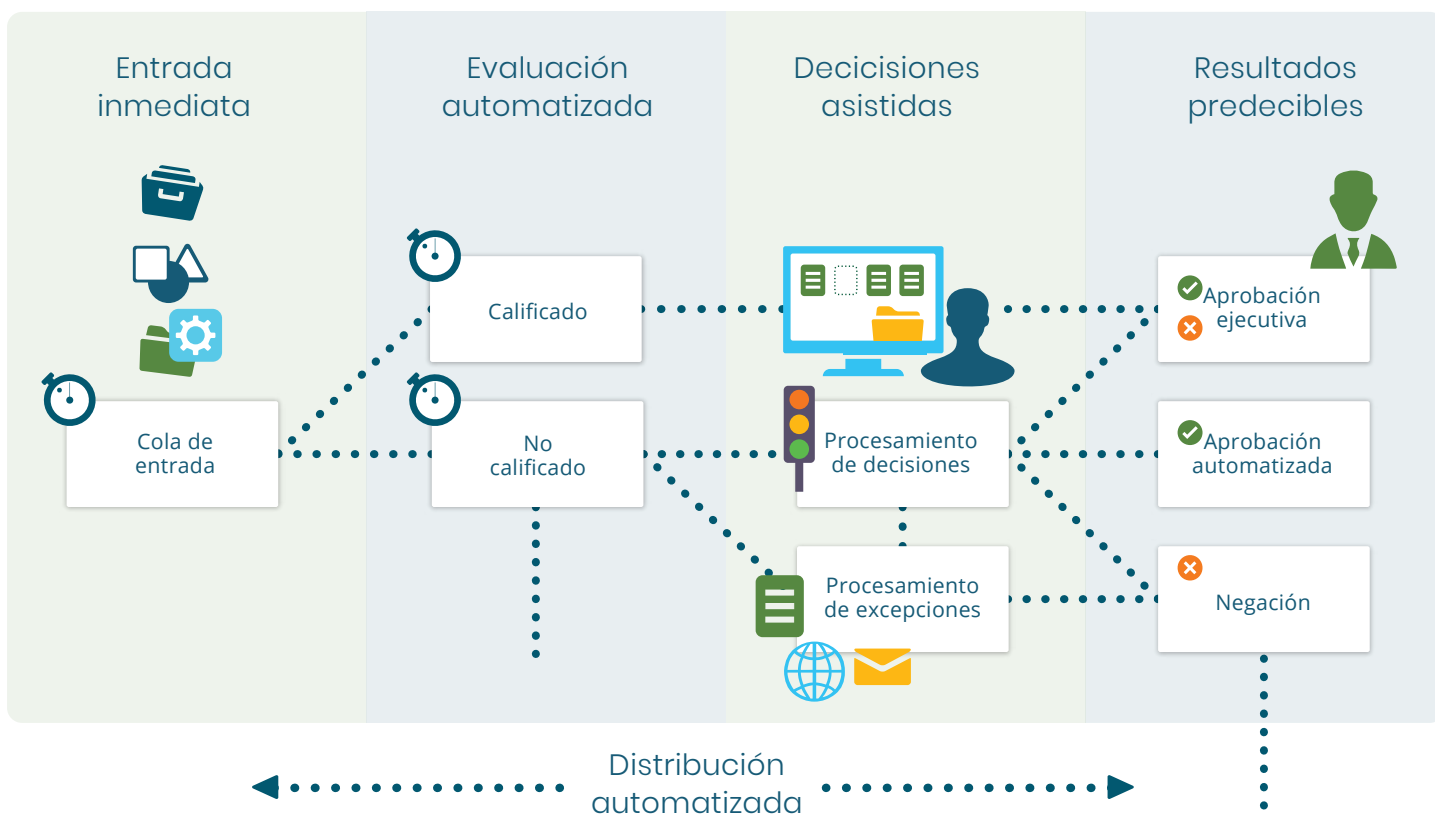 Entrada
inmediata
Evaluación
automatizada
Decicisiones
asistidas
Resultados
predecibles
Calificado
Aprobación
ejecutiva
Cola de
entrada
No
calificado
Procesamiento
de decisiones
Aprobación
automatizada
Procesamiento
de excepciones
Negación
Distribución
automatizada